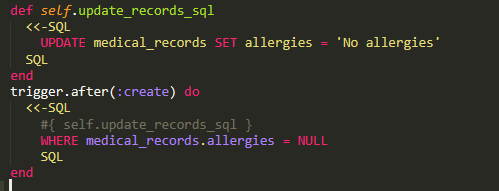 def self.update_records_sql
<<-SQL
UPDATE medical_records SET allergies = 'No allergies'
SQL
end
trigger.after(:create) do
<<-SQL
#{ self.update_records_sql }
WHERE medical_records.allergies = NULL
SQL
end